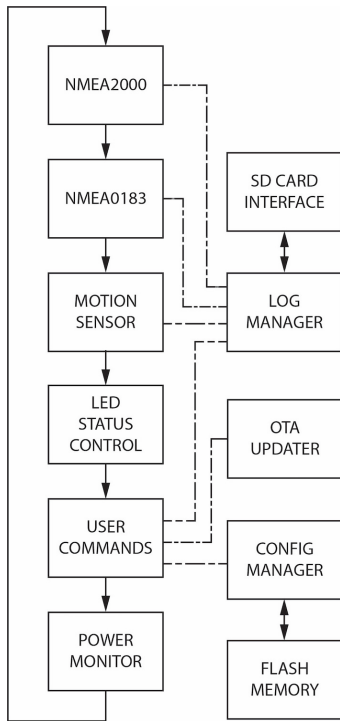 NMEA2000
NMEA0183
MOTION
SENSOR
LED
STATUS
CONTROL
USER
COMMANDS
POWER
MONITOR
SD CARD
INTERFACE
LOG
MANAGER
OTA
UPDATER
CONFIG
MANAGER
FLASH
MEMORY